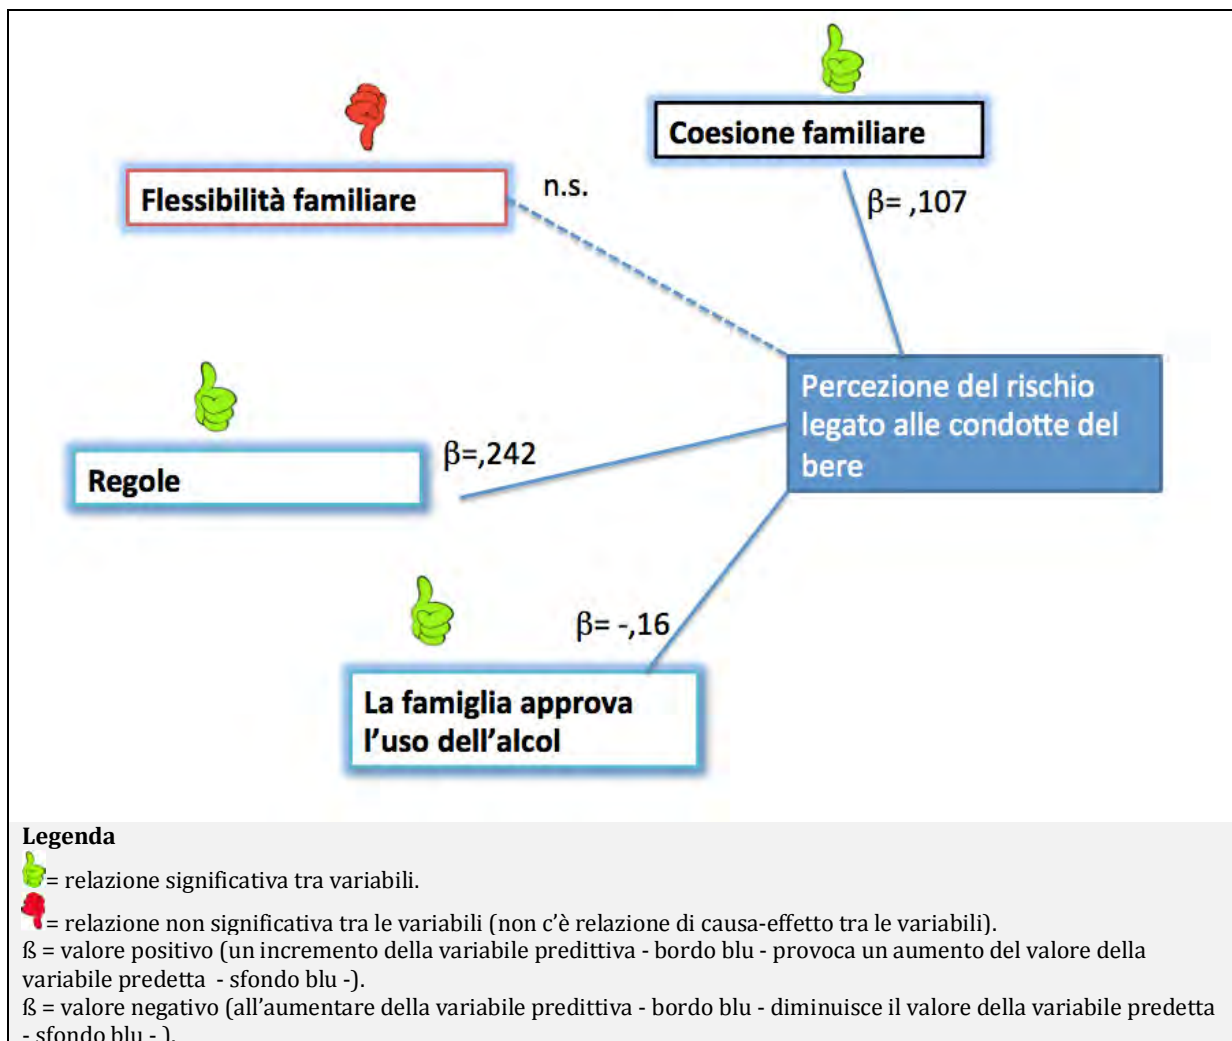 Coesione familiare
Flessibilità familiare
n.s.
β= ,107
Percezione del rischio
legato alle condotte del
bere
β=,242
Regole
β= -,16
La famiglia approva
l’uso dell’alcol
Legenda
= relazione significativa tra variabili.
= relazione non significativa tra le variabili (non c’è relazione di causa-effetto tra le variabili).
ß = valore positivo (un incremento della variabile predittiva - bordo blu - provoca un aumento del valore della
variabile predetta - sfondo blu -).
ß = valore negativo (all’aumentare della variabile predittiva - bordo blu - diminuisce il valore della variabile predetta
- sfondo blu - ).